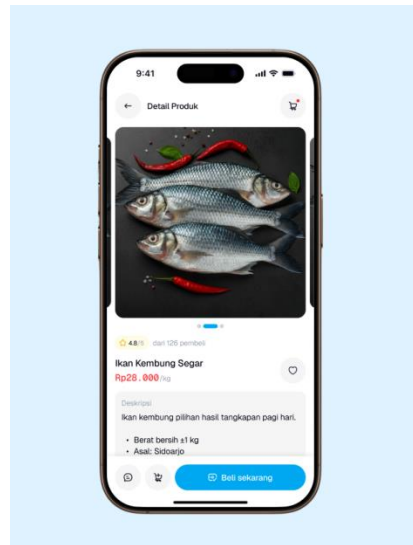 9:41
Detail Produk
4.8/5 dari 126 pembeli
Ikan Kembung Segar
Rp28.000/kg
Deskripsi
Ikan kembung pilihan hasil tangkapan pagi hari.
• Berat bersih ±1 kg
• Asal: Sidoarjo
Beli sekarang